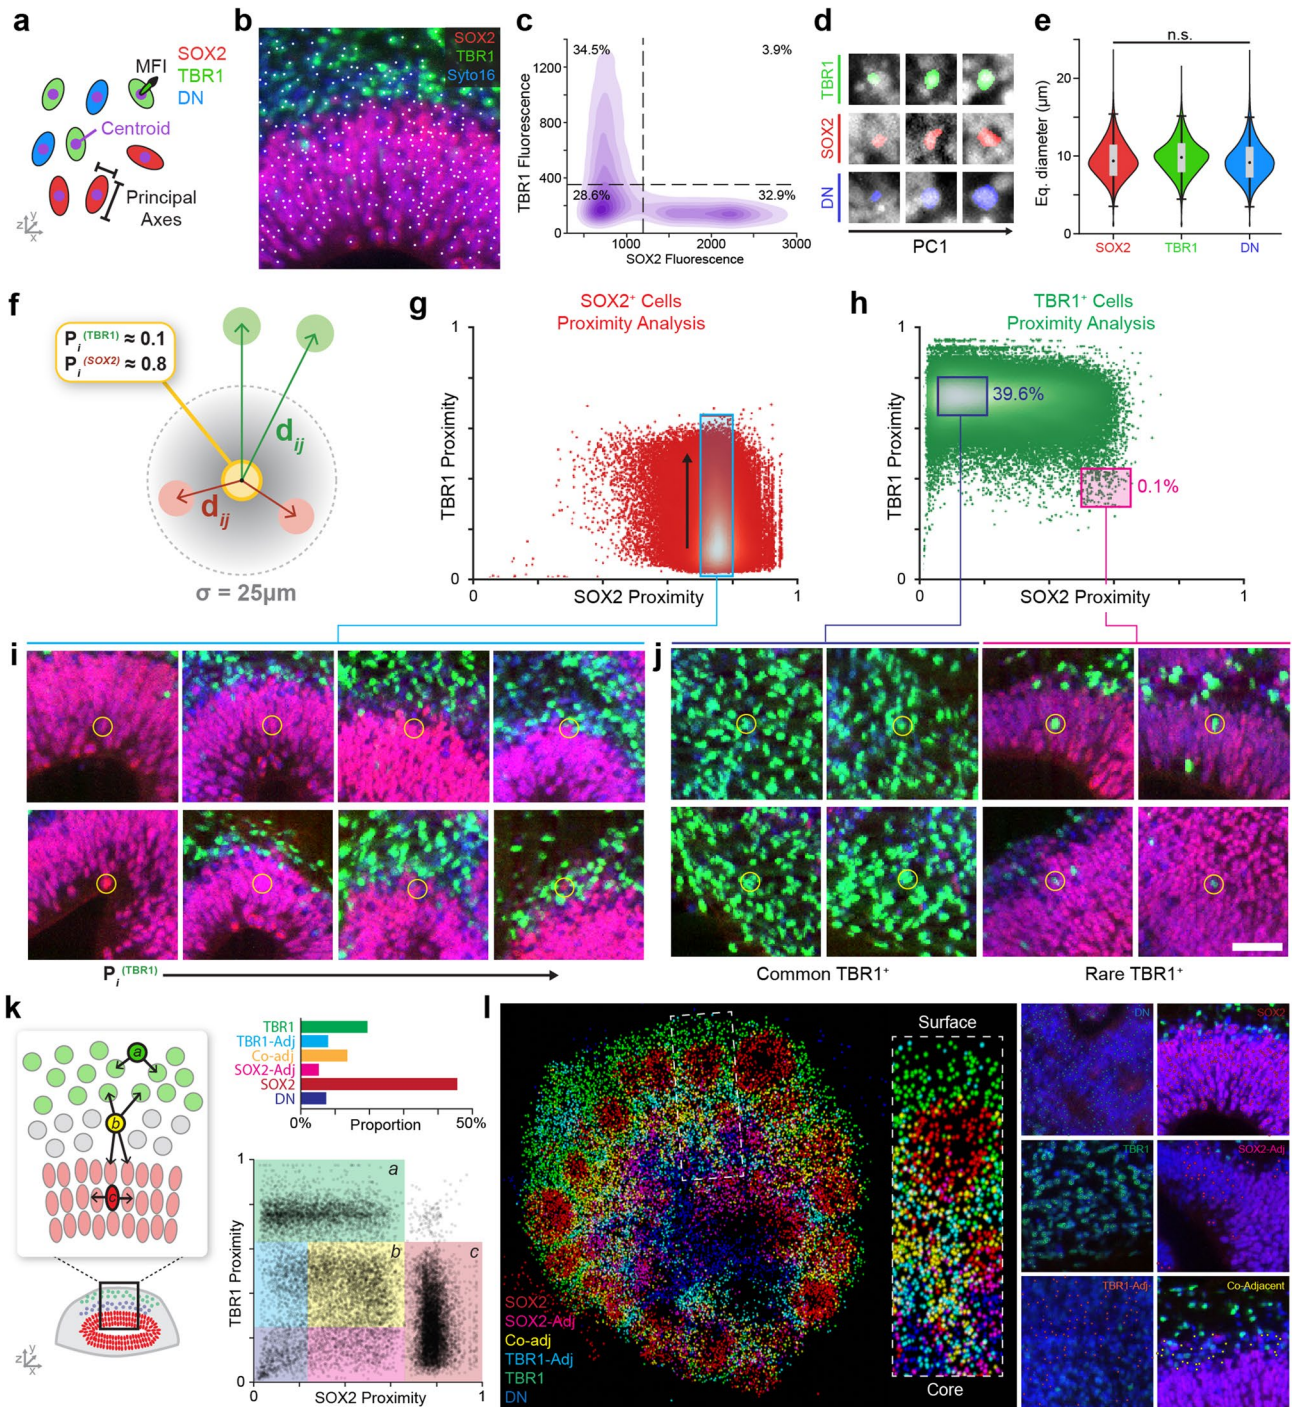 a
SOX2
TBR1
DN
MFI
Centroid
Principal
Axes
z y x
b
SOX2
TBR1
Syto16
c
34.5%
3.9%
28.6%
32.9%
TBR1 Fluorescence
0
400
800
1200
1000
2000
3000
SOX2 Fluorescence
d
TBR1
SOX2
DN
PC1
e
n.s.
Eq. diameter (μm)
20
10
0
SOX2
TBR1
DN
f
Pi(TBR1) ≈ 0.1
Pi(SOX2) ≈ 0.8
dij
dij
σ = 25μm
g
SOX2+ Cells
Proximity Analysis
1
TBR1 Proximity
0
0
SOX2 Proximity
1
h
TBR1+ Cells
Proximity Analysis
1
39.6%
TBR1 Proximity
0.1%
0
0
SOX2 Proximity
1
i
Pi(TBR1)
j
Common TBR1+
Rare TBR1+
k
a
b
c
z y x
TBR1
TBR1-Adj
Co-adj
SOX2-Adj
SOX2
DN
0%
Proportion
50%
1
a
b
c
TBR1 Proximity
0
0
SOX2 Proximity
1
l
SOX2
SOX2-Adj
Co-adj
TBR1-Adj
TBR1
DN
Surface
Core
DN
SOX2
TBR1
SOX2-Adj
TBR1-Adj
Co-Adjacent